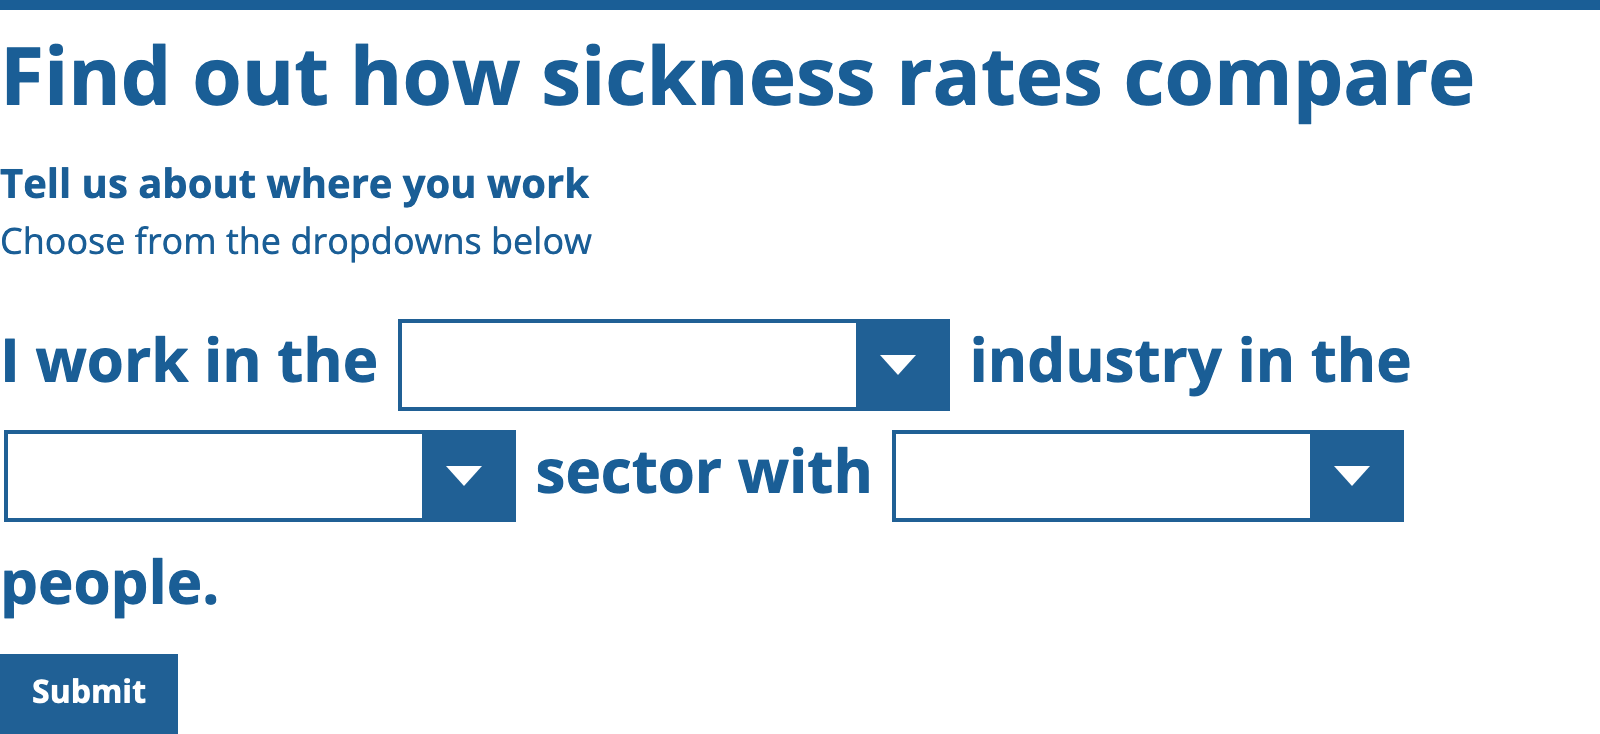 Find out how sickness rates compare
Tell us about where you work
Choose from the dropdowns below
I work in the industry in the
sector with
people.
Submit